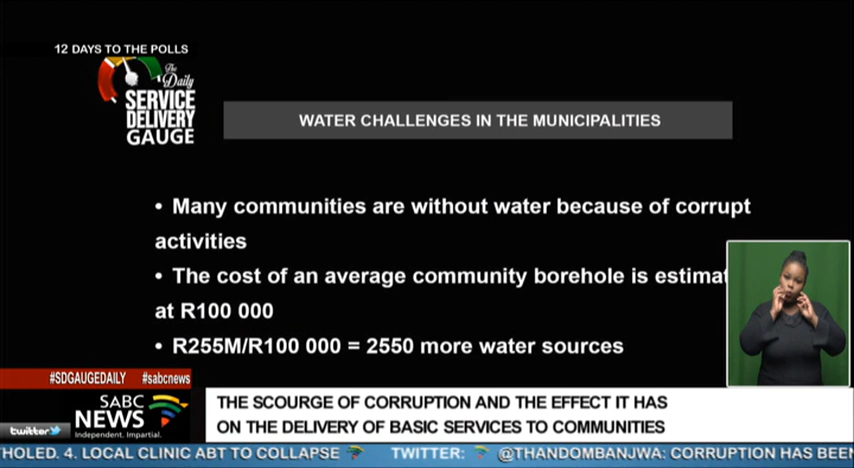 12 DAYS TO THE POLLS
The
Daily
SERVICE
DELIVERY
GAUGE
WATER CHALLENGES IN THE MUNICIPALITIES
• Many communities are without water because of corrupt
activities
• The cost of an average community borehole is estimat
at R100 000
• R255M/R100 000 = 2550 more water sources
#SDGAUGEDAILY #sabcnews
SABC
NEWS
Independent. Impartial.
twitter
THE SCOURGE OF CORRUPTION AND THE EFFECT IT HAS
ON THE DELIVERY OF BASIC SERVICES TO COMMUNITIES
THOLED. 4. LOCAL CLINIC ABT TO COLLAPSE TWITTER: @THANDOMBANJWA: CORRUPTION HAS BEEN